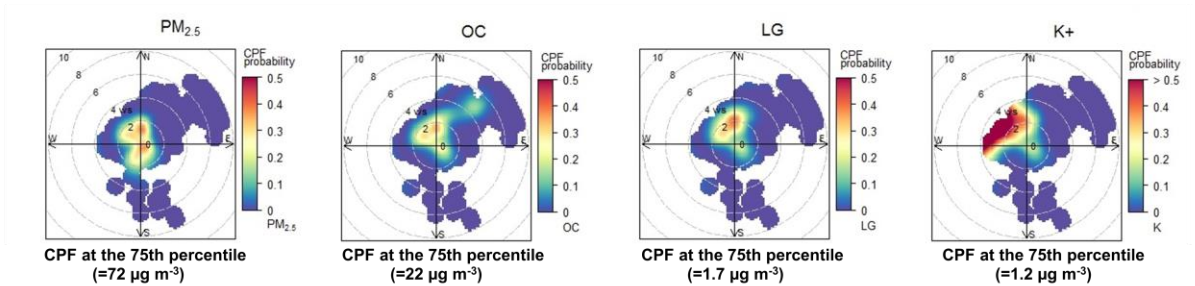 PM2.5
CPF
probability
10
8
6
4 ws
2
0
N
W
E
S
0.5
0.4
0.3
0.2
0.1
0
PM2.5
CPF at the 75th percentile
(=72 µg m-3)
OC
CPF
probability
10
8
6
4 ws
2
0
N
W
E
S
0.5
0.4
0.3
0.2
0.1
0
OC
CPF at the 75th percentile
(=22 µg m-3)
LG
CPF
probability
10
8
6
4 ws
2
0
N
W
E
S
0.5
0.4
0.3
0.2
0.1
0
LG
CPF at the 75th percentile
(=1.7 µg m-3)
K+
CPF
probability
10
8
6
4 ws
2
0
N
W
E
S
> 0.5
0.4
0.3
0.2
0.1
0
K
CPF at the 75th percentile
(=1.2 µg m-3)